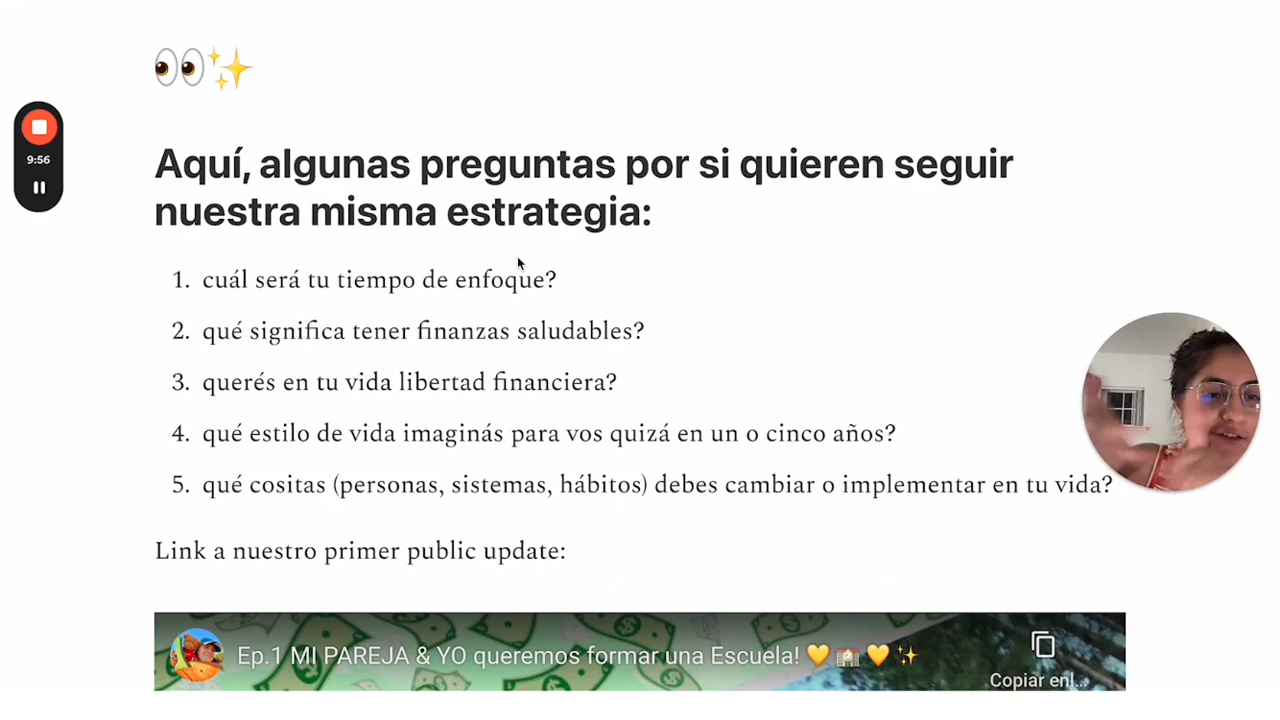 Aquí, algunas preguntas por si quieren seguir
nuestra misma estrategia:
9:56
1. cuál será tu tiempo de enfoque?
2. qué significa tener finanzas saludables?
3. querés en tu vida libertad financiera?
4. qué estilo de vida imaginás para vos quizá en un o cinco años?
5. qué cositas (personas, sistemas, hábitos) debes cambiar o implementar en tu vida?
Link a nuestro primer public update:
Ep.1 MI PAREJA & YO queremos formar una Escuela! 💛 🏫 💛 ✨
Copiar enl...